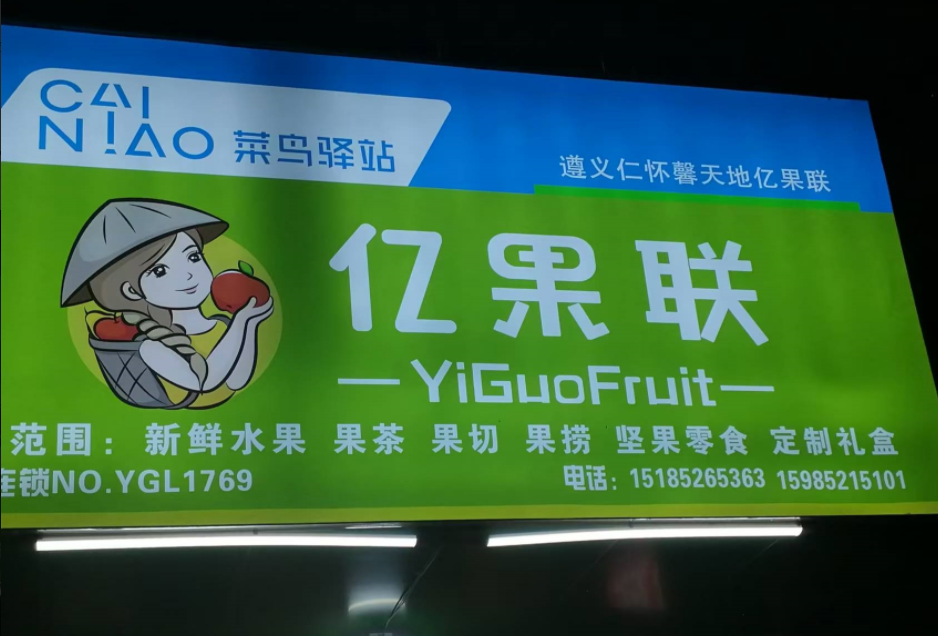 CAI
NIAO 菜鸟驿站
遵义仁怀馨天地亿果联
亿果联
—YiGuoFruit—
范围：新鲜水果 果茶 果切 果捞 坚果零食 定制礼盒
连锁NO.YGL1769
电话：15185265363 15985215101